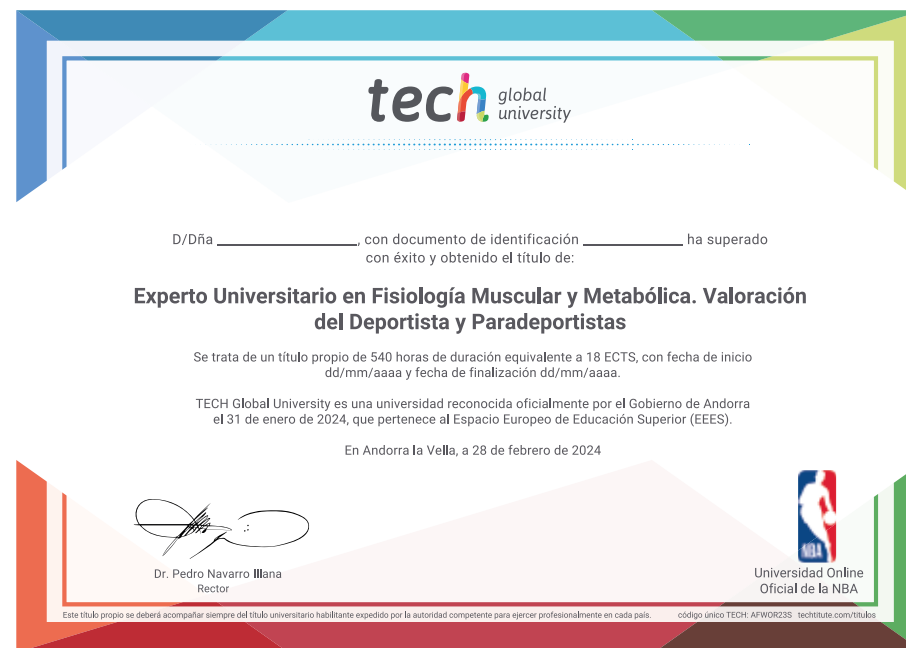 tech global
university
D/Dña ____________________, con documento de identificación ______________ ha superado
con éxito y obtenido el título de:
Experto Universitario en Fisiología Muscular y Metabólica. Valoración
del Deportista y Paradeportistas
Se trata de un título propio de 540 horas de duración equivalente a 18 ECTS, con fecha de inicio
dd/mm/aaaa y fecha de finalización dd/mm/aaaa.
TECH Global University es una universidad reconocida oficialmente por el Gobierno de Andorra
el 31 de enero de 2024, que pertenece al Espacio Europeo de Educación Superior (EEES).
En Andorra la Vella, a 28 de febrero de 2024
Dr. Pedro Navarro Illana
Rector
NBA
Universidad Online
Oficial de la NBA
Este título propio se deberá acompañar siempre del título universitario habilitante expedido por la autoridad competente para ejercer profesionalmente en cada país.
código único TECH: AFWOR23S techtitute.com/titulos